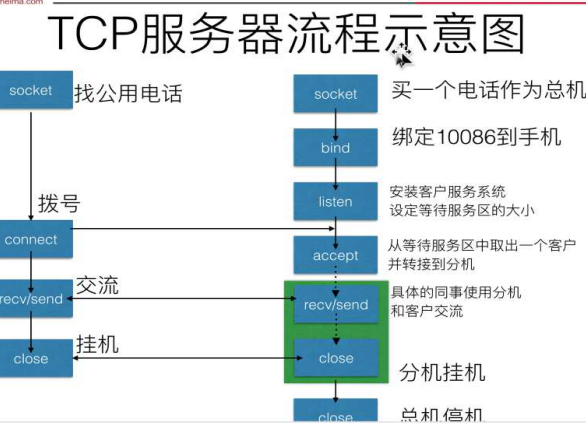 heima.com
TCP服务器流程示意图
socket
找公用电话
socket
买一个电话作为总机
bind
绑定10086到手机
listen
安装客户服务系统
设定等待服务区的大小
拨号
connect
accept
从等待服务区中取出一个客户
并转接到分机
recv/send
交流
recv/send
具体的同事使用分机
和客户交流
close
挂机
close
分机挂机
close
总机停机